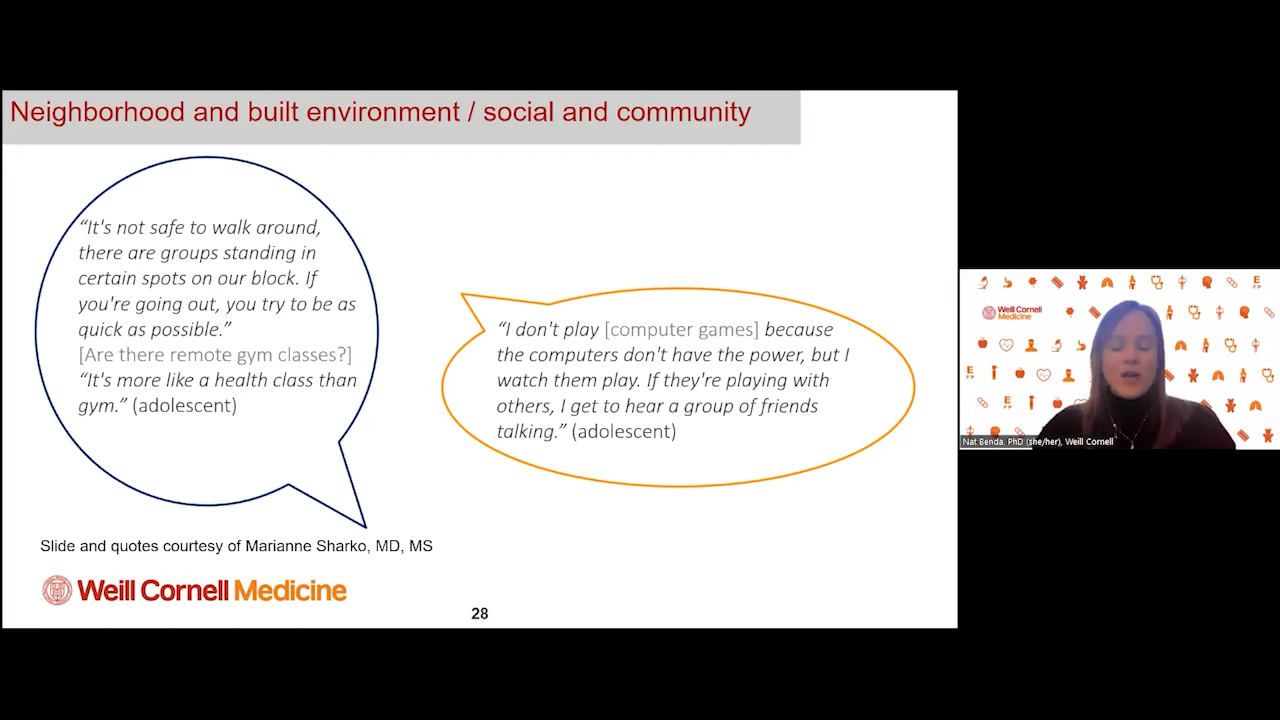 Neighborhood and built environment / social and community
“It's not safe to walk around,
there are groups standing in
certain spots on our block. If
you're going out, you try to be as
quick as possible.”
[Are there remote gym classes?]
“It's more like a health class than
gym.” (adolescent)
“I don't play [computer games] because
the computers don't have the power, but I
watch them play. If they're playing with
others, I get to hear a group of friends
talking.” (adolescent)
Slide and quotes courtesy of Marianne Sharko, MD, MS
Weill Cornell Medicine
28
Weill Cornell
Medicine
Nat Benda, PhD (she/her), Weill Cornell